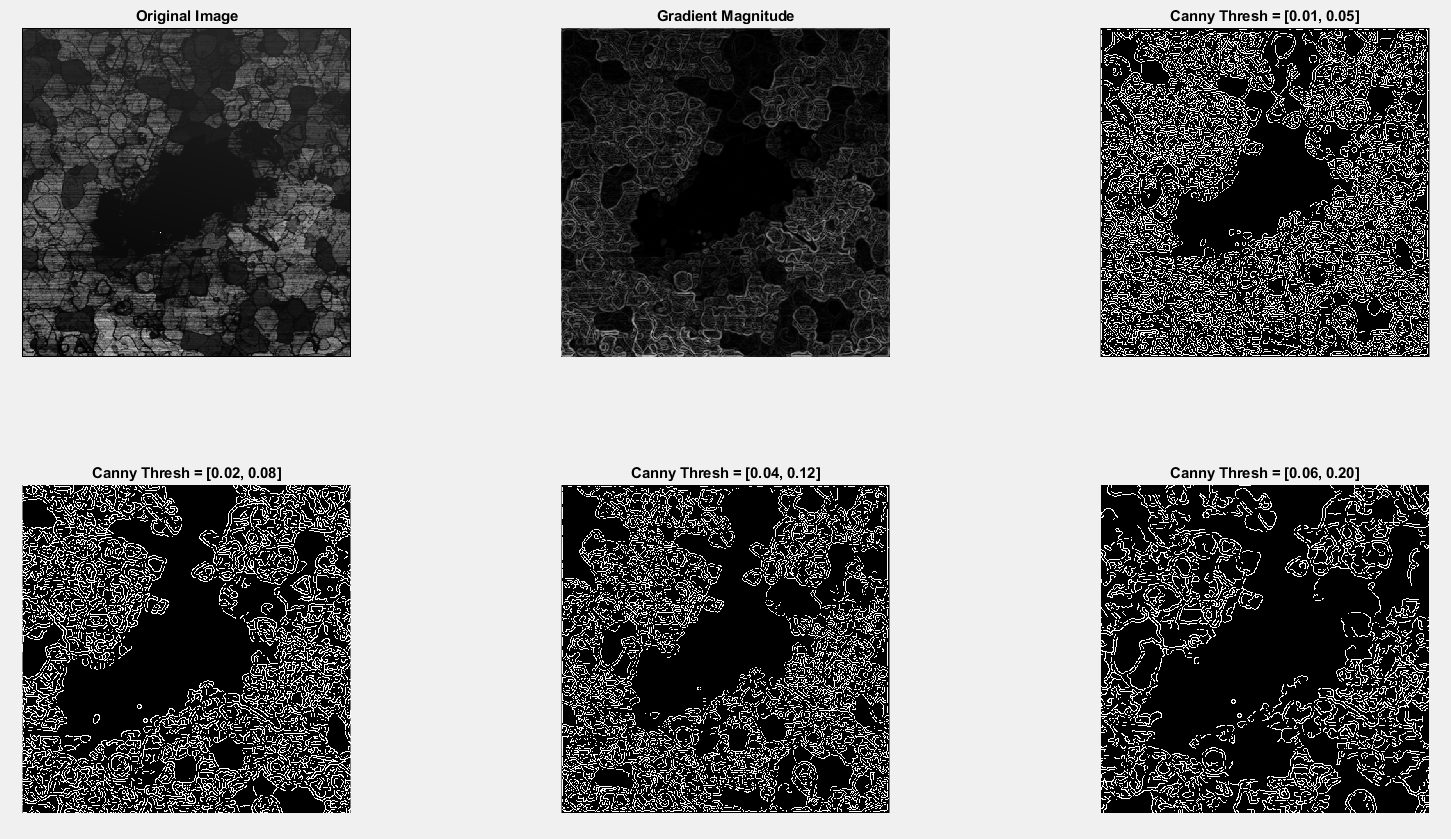 Original Image
Gradient Magnitude
Canny Thresh = [0.01, 0.05]
Canny Thresh = [0.02, 0.08]
Canny Thresh = [0.04, 0.12]
Canny Thresh = [0.06, 0.20]